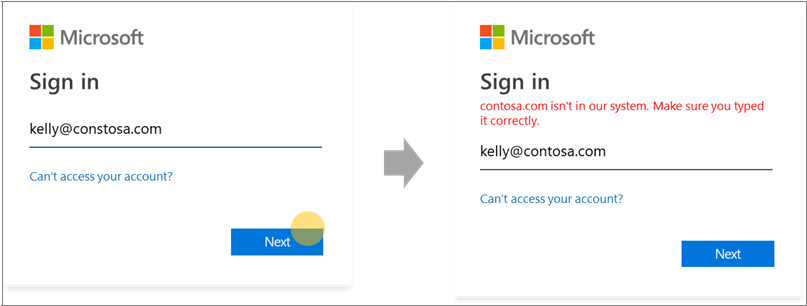 Microsoft
Sign in
kelly@constosa.com
Can't access your account?
Next
Microsoft
Sign in
contosa.com isn't in our system. Make sure you typed
it correctly.
kelly@contosa.com
Can't access your account?
Next